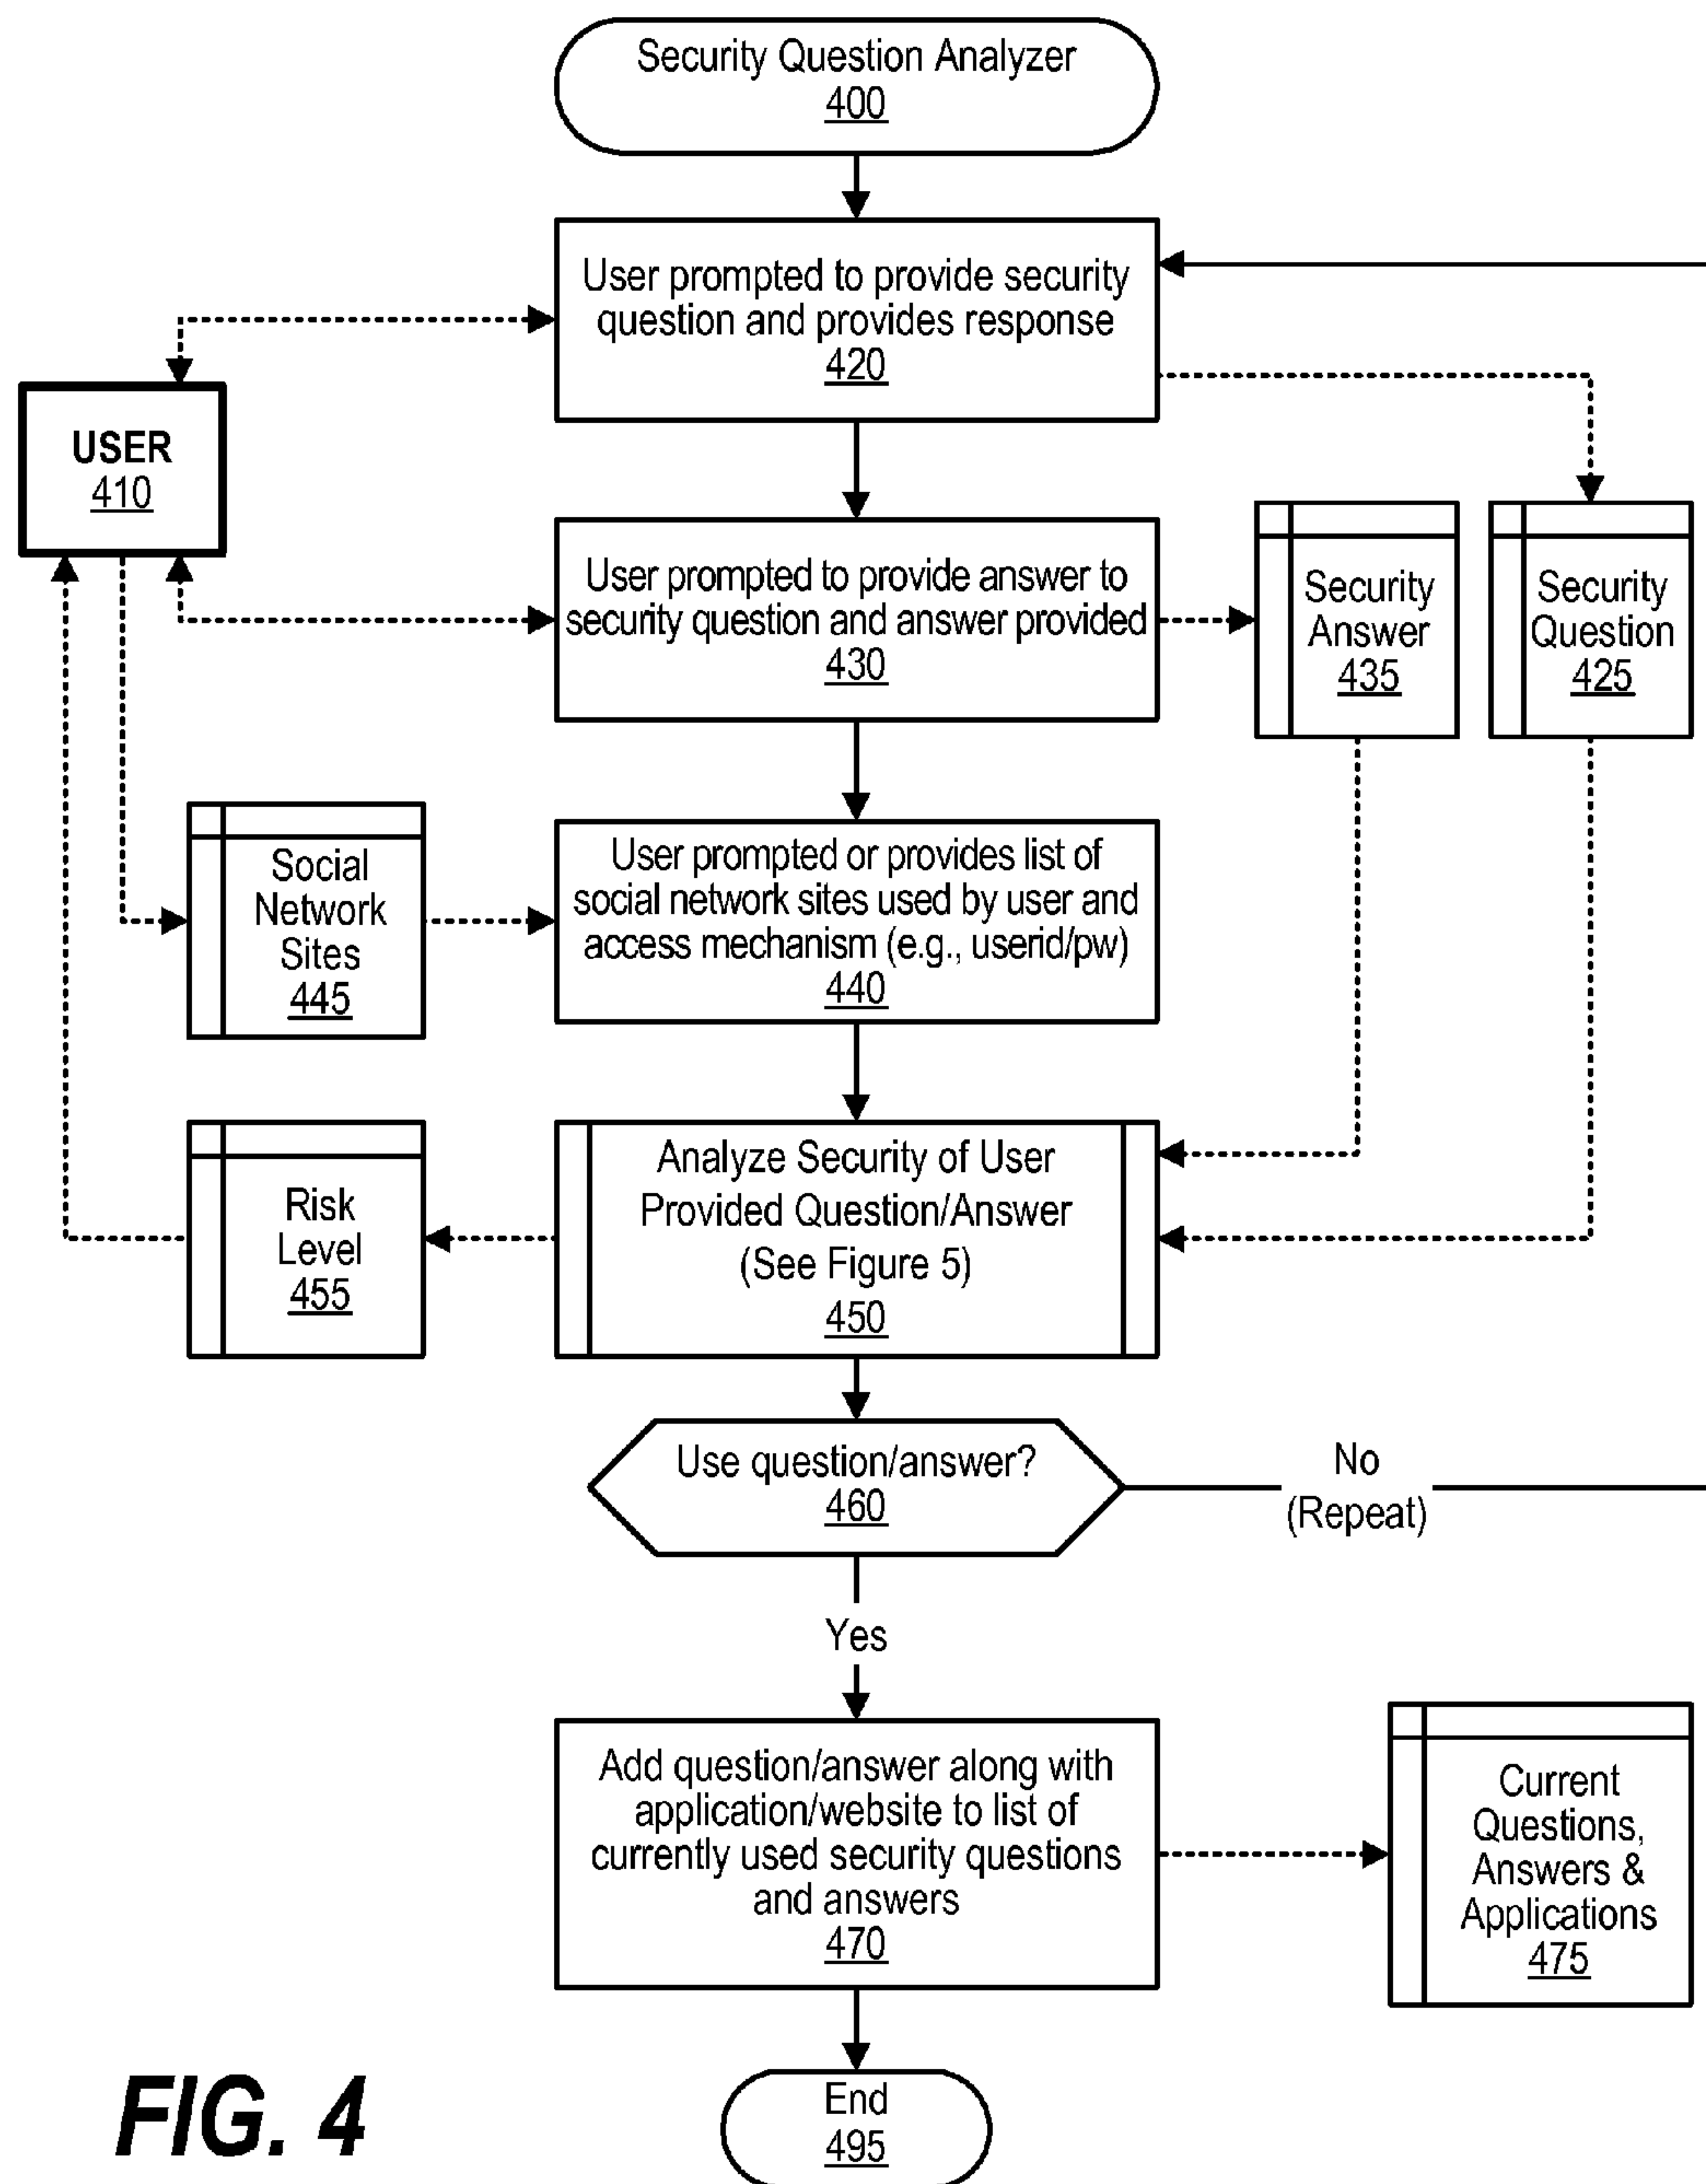 Security Question Analyzer
400
User prompted to provide security
question and provides response
420
USER
410
User prompted to provide answer to
security question and answer provided
430
Security
Answer
435
Security
Question
425
Social
Network
Sites
445
User prompted or provides list of
social network sites used by user and
access mechanism (e.g., userid/pw)
440
Risk
Level
455
Analyze Security of User
Provided Question/Answer
(See Figure 5)
450
Use question/answer?
460
No
(Repeat)
Yes
Add question/answer along with
application/website to list of
currently used security questions
and answers
470
Current
Questions,
Answers &
Applications
475
End
495
FIG. 4